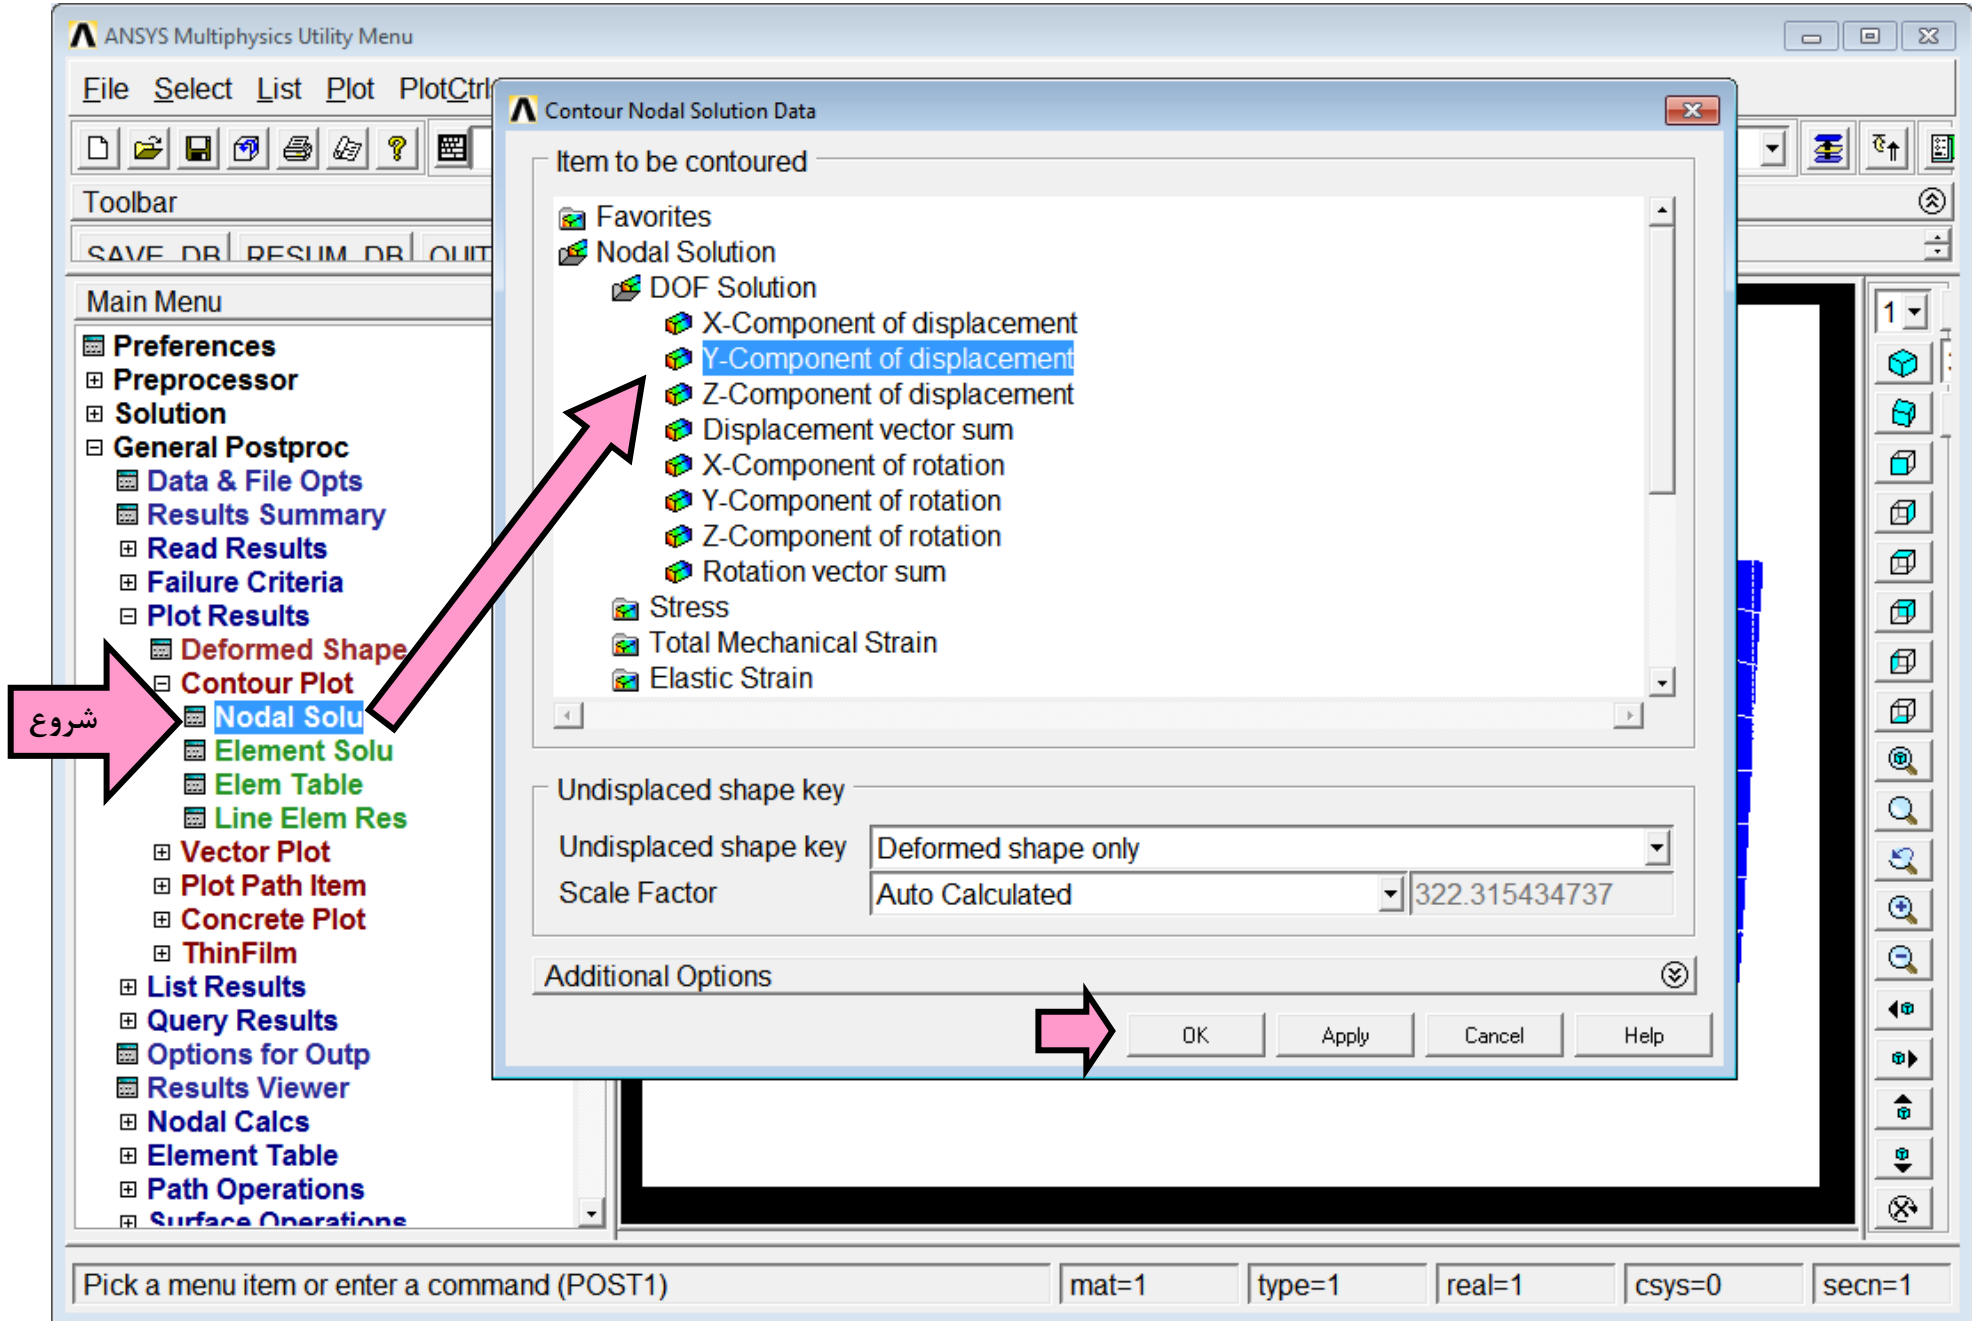 ANSYS Multiphysics Utility Menu
File Select List Plot PlotCtrls
Toolbar
SAVE_DB RESUM_DB QUIT
Main Menu
Preferences
Preprocessor
Solution
General Postproc
Data & File Opts
Results Summary
Read Results
Failure Criteria
Plot Results
Deformed Shape
Contour Plot
شروع
Nodal Solu
Element Solu
Elem Table
Line Elem Res
Vector Plot
Plot Path Item
Concrete Plot
ThinFilm
List Results
Query Results
Options for Outp
Results Viewer
Nodal Calcs
Element Table
Path Operations
Surface Operations
Contour Nodal Solution Data
Item to be contoured
Favorites
Nodal Solution
DOF Solution
X-Component of displacement
Y-Component of displacement
Z-Component of displacement
Displacement vector sum
X-Component of rotation
Y-Component of rotation
Z-Component of rotation
Rotation vector sum
Stress
Total Mechanical Strain
Elastic Strain
Undisplaced shape key
Undisplaced shape key Deformed shape only
Scale Factor Auto Calculated 322.315434737
Additional Options
OK Apply Cancel Help
1
Pick a menu item or enter a command (POST1) mat=1 type=1 real=1 csys=0 secn=1